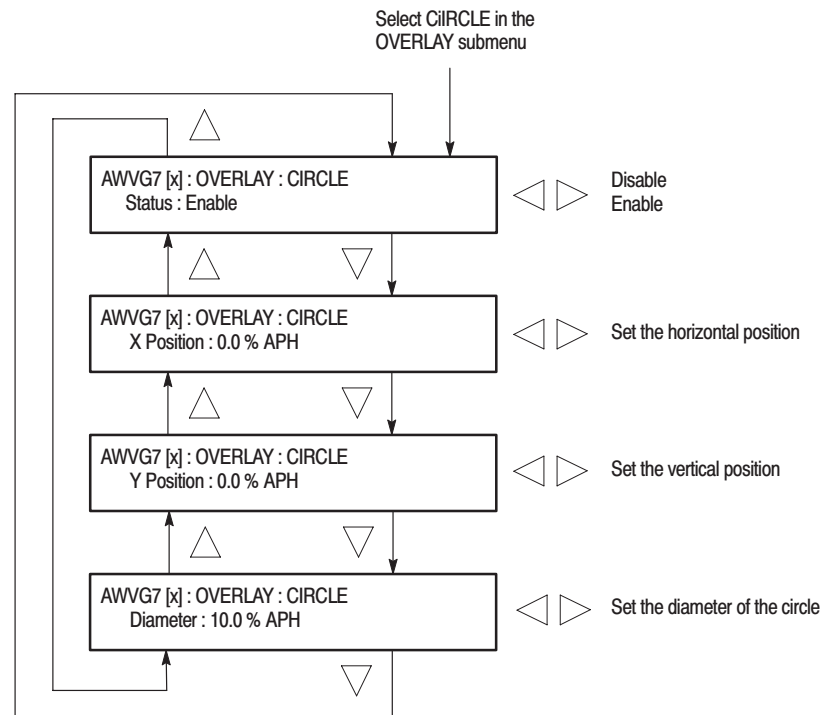 Select CiIRCLE in the
OVERLAY submenu
AWVG7 [x] : OVERLAY : CIRCLE
Status : Enable
Disable
Enable
AWVG7 [x] : OVERLAY : CIRCLE
X Position : 0.0 % APH
Set the horizontal position
AWVG7 [x] : OVERLAY : CIRCLE
Y Position : 0.0 % APH
Set the vertical position
AWVG7 [x] : OVERLAY : CIRCLE
Diameter : 10.0 % APH
Set the diameter of the circle